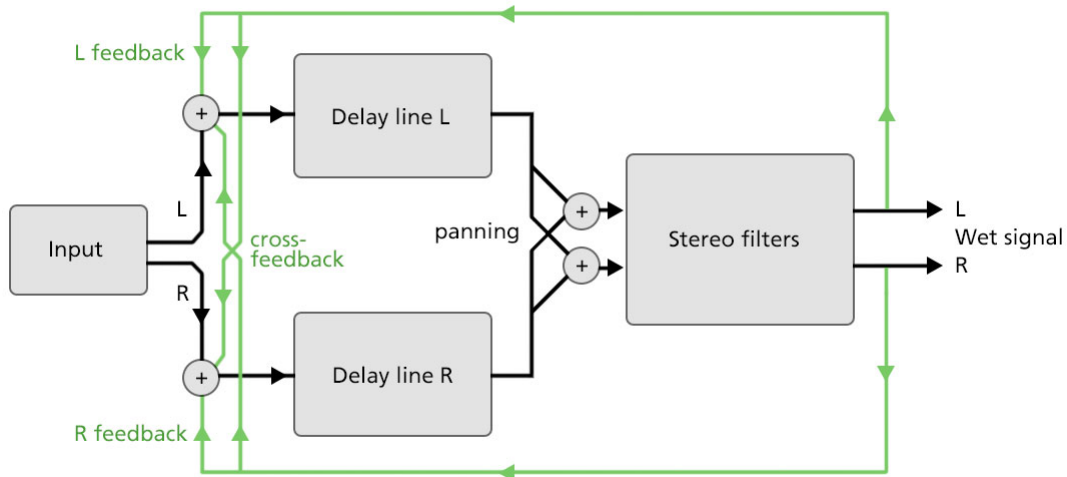 L feedback
+
Delay line L
L
Input
R
cross-
feedback
panning
+
+
Stereo filters
L
Wet signal
R
+
Delay line R
R feedback